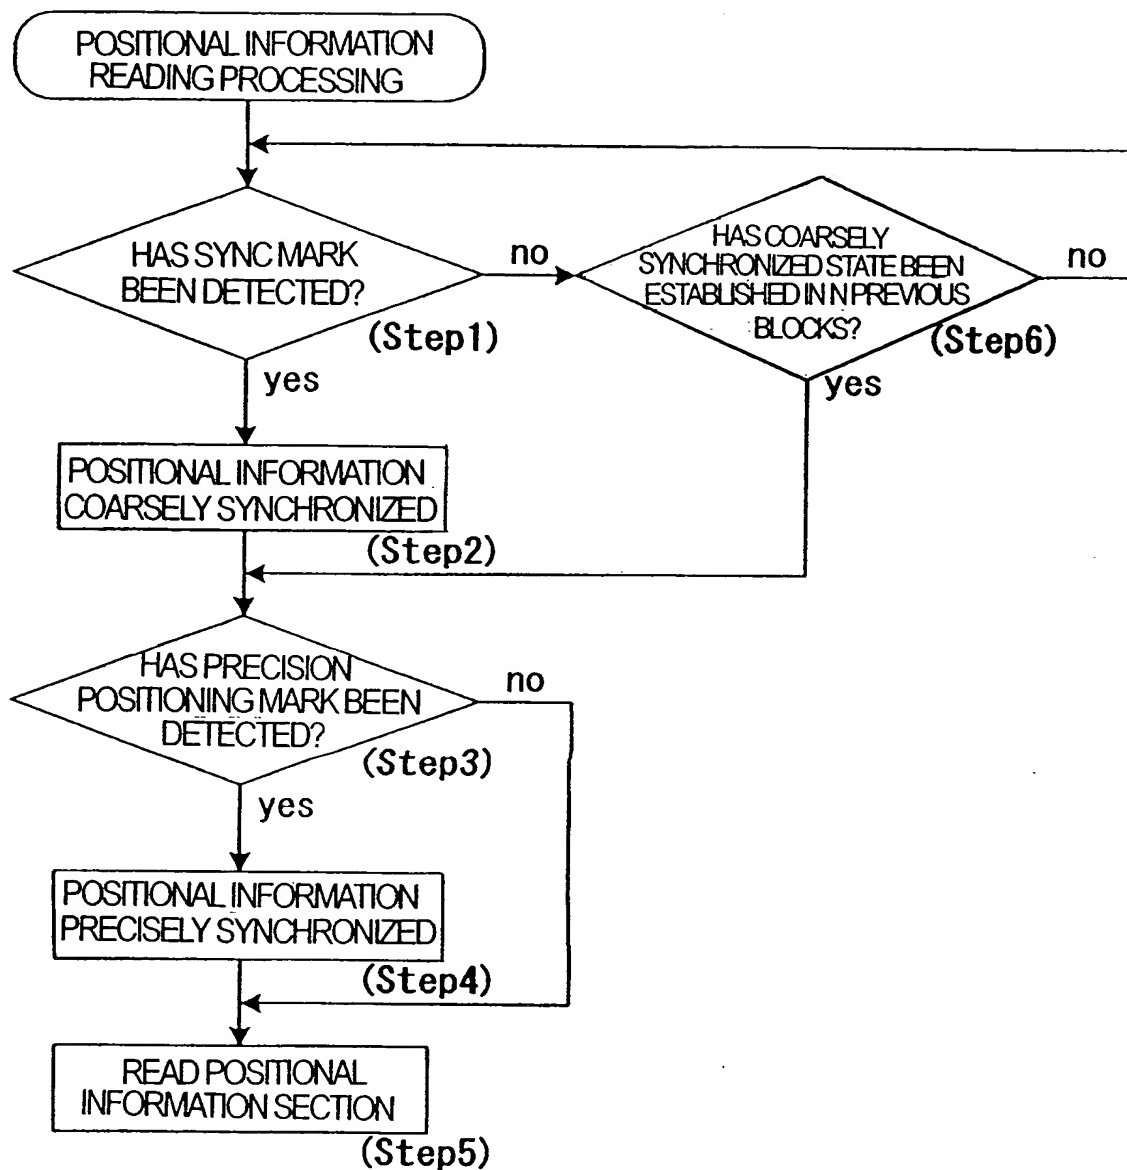 POSITIONAL INFORMATION
READING PROCESSING
HAS SYNC MARK
BEEN DETECTED?
(Step1)
no
HAS COARSELY
SYNCHRONIZED STATE BEEN
ESTABLISHED IN N PREVIOUS
BLOCKS?
(Step6)
no
yes
yes
POSITIONAL INFORMATION
COARSELY SYNCHRONIZED
(Step2)
HAS PRECISION
POSITIONING MARK BEEN
DETECTED?
(Step3)
no
yes
POSITIONAL INFORMATION
PRECISELY SYNCHRONIZED
(Step4)
READ POSITIONAL
INFORMATION SECTION
(Step5)